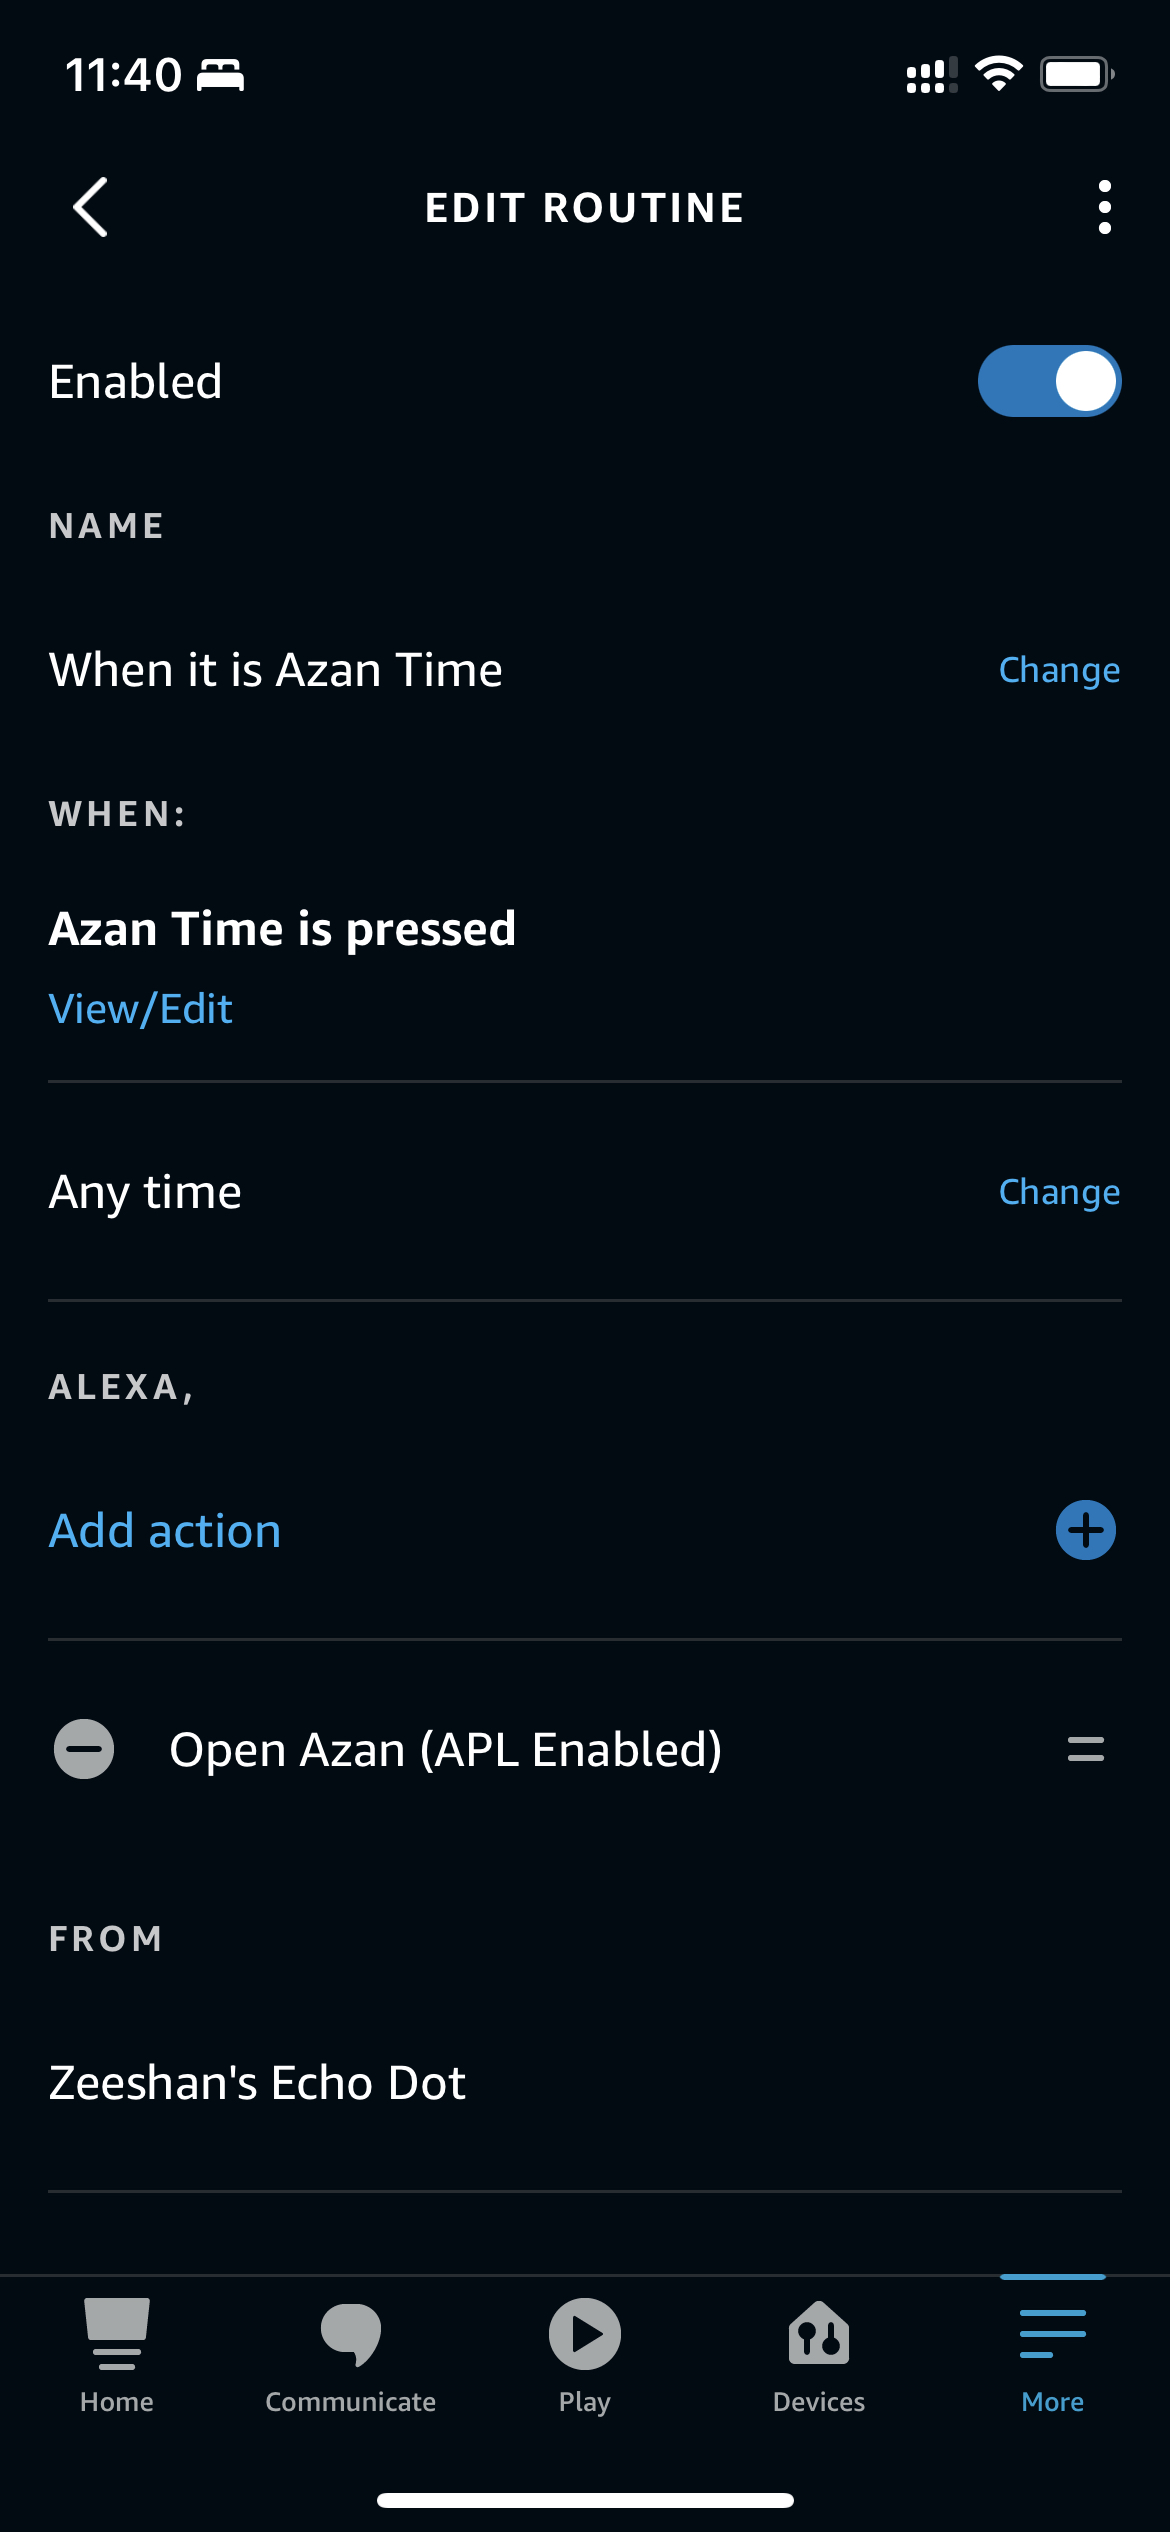 11:40
EDIT ROUTINE
Enabled
NAME
When it is Azan Time
Change
WHEN:
Azan Time is pressed
View/Edit
Any time
Change
ALEXA,
Add action
Open Azan (APL Enabled)
FROM
Zeeshan's Echo Dot
Home
Communicate
Play
Devices
More